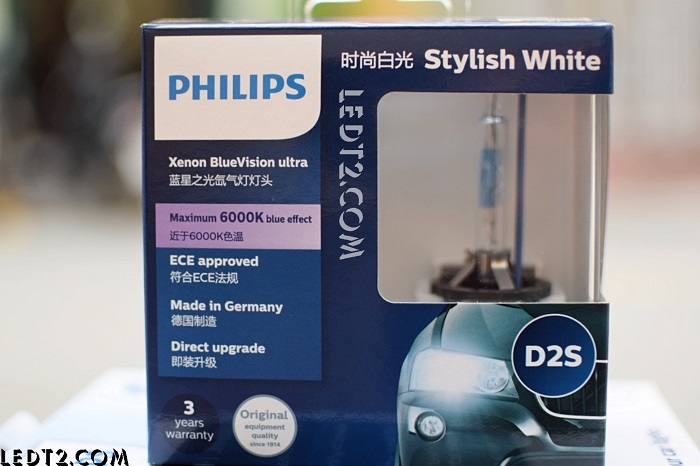 PHILIPS
时尚白光 Stylish White
LEDT2.COM
Xenon BlueVision ultra
蓝星之光氙气灯灯头
Maximum 6000K blue effect
近于6000K色温
ECE approved
符合ECE法规
Made in Germany
德国制造
Direct upgrade
即装升级
D2S
3
years
warranty
Original
equipment
quality
since 1914
LEDT2.COM